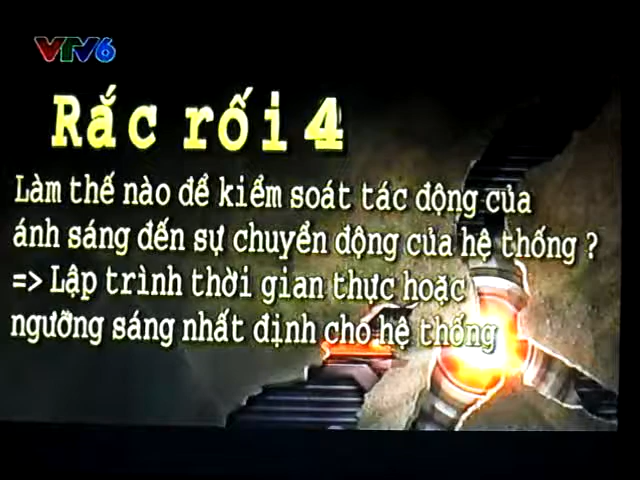 VTV6
Rắc rối 4
Làm thế nào để kiểm soát tác động của
ánh sáng đến sự chuyển động của hệ thống ?
=> Lập trình thời gian thực hoặc
ngưỡng sáng nhất định cho hệ thống